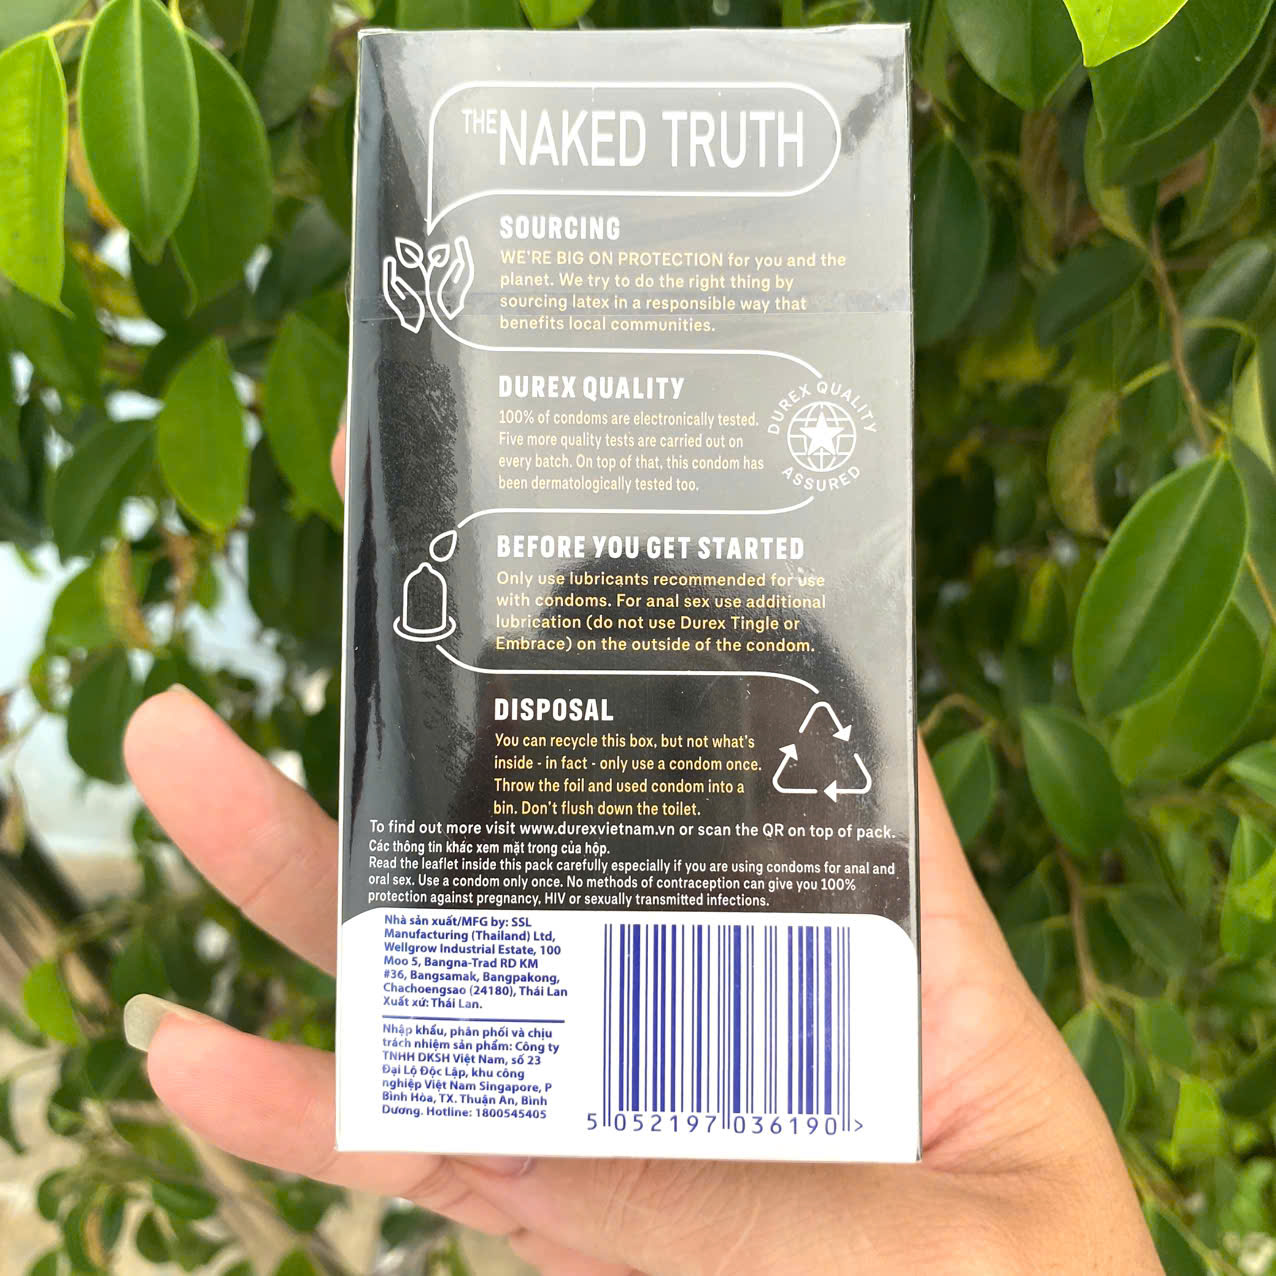 THE NAKED TRUTH
SOURCING
WE'RE BIG ON PROTECTION for you and the
planet. We try to do the right thing by
sourcing latex in a responsible way that
benefits local communities.
DUREX QUALITY
100% of condoms are electronically tested.
Five more quality tests are carried out on
every batch. On top of that, this condom has
been dermatologically tested too.
DUREX QUALITY
ASSURED
BEFORE YOU GET STARTED
Only use lubricants recommended for use
with condoms. For anal sex use additional
lubrication (do not use Durex Tingle or
Embrace) on the outside of the condom.
DISPOSAL
You can recycle this box, but not what's
inside - in fact - only use a condom once.
Throw the foil and used condom into a
bin. Don't flush down the toilet.
To find out more visit www.durexvietnam.vn or scan the QR on top of pack.
Các thông tin khác xem mặt trong của hộp.
Read the leaflet inside this pack carefully especially if you are using condoms for anal and
oral sex. Use a condom only once. No methods of contraception can give you 100%
protection against pregnancy, HIV or sexually transmitted infections.
Nhà sản xuất/MFG by: SSL
Manufacturing (Thailand) Ltd,
Wellgrow Industrial Estate, 100
Moo 5, Bangna-Trad RD KM
#36, Bangsamak, Bangpakong,
Chachoengsao (24180), Thái Lan
Xuất xứ: Thái Lan.
Nhập khẩu, phân phối và chịu
trách nhiệm sản phẩm: Công ty
TNHH DKSH Việt Nam, số 23
Đại Lộ Độc Lập, khu công
nghiệp Việt Nam Singapore, P
Bình Hòa, TX. Thuận An, Bình
Dương. Hotline: 1800545405
5 052197 036190 >